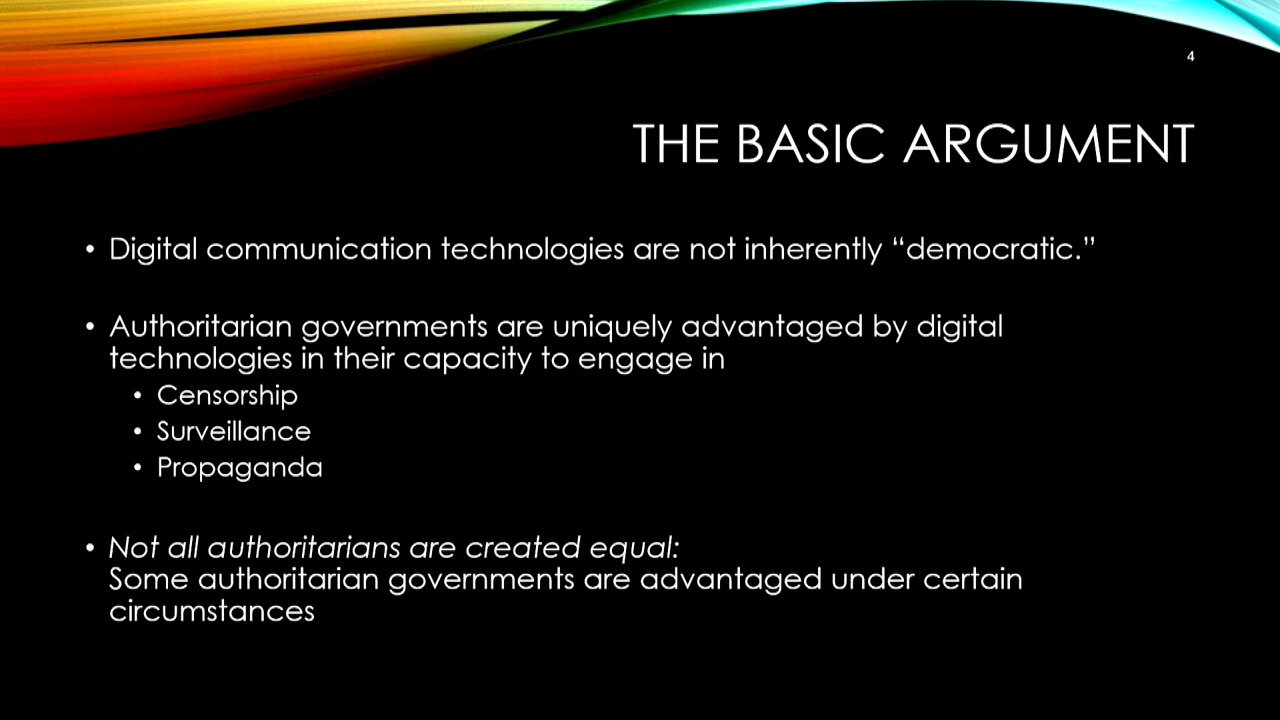 4
THE BASIC ARGUMENT
• Digital communication technologies are not inherently “democratic.”
• Authoritarian governments are uniquely advantaged by digital
technologies in their capacity to engage in
• Censorship
• Surveillance
• Propaganda
• Not all authoritarians are created equal:
Some authoritarian governments are advantaged under certain
circumstances